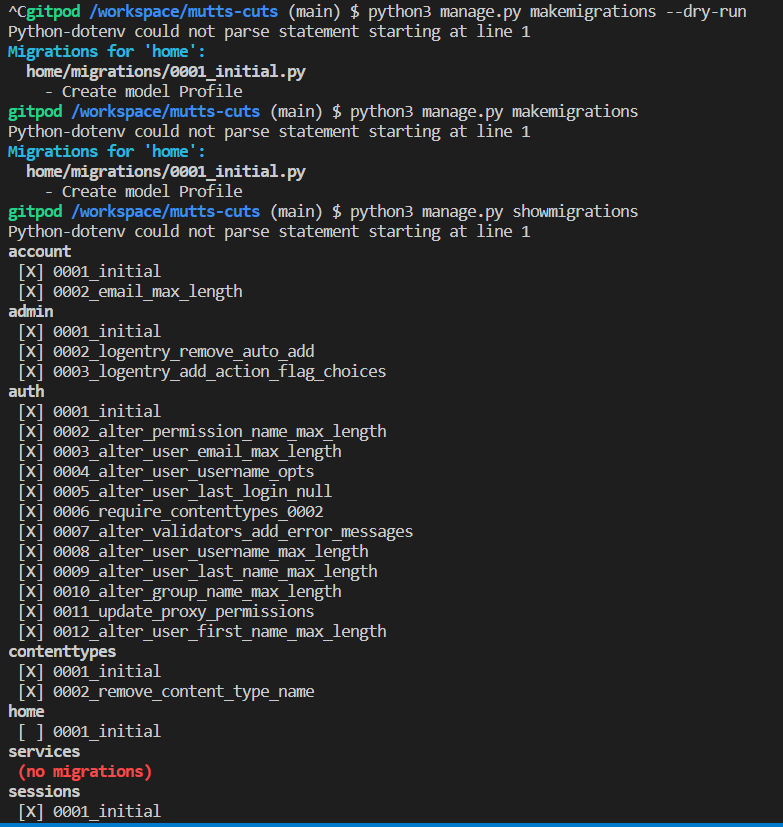 ^Cgitpod /workspace/mutts-cuts (main) $ python3 manage.py makemigrations --dry-run
Python-dotenv could not parse statement starting at line 1
Migrations for 'home':
  home/migrations/0001_initial.py
    - Create model Profile
gitpod /workspace/mutts-cuts (main) $ python3 manage.py makemigrations
Python-dotenv could not parse statement starting at line 1
Migrations for 'home':
  home/migrations/0001_initial.py
    - Create model Profile
gitpod /workspace/mutts-cuts (main) $ python3 manage.py showmigrations
Python-dotenv could not parse statement starting at line 1
account
 [X] 0001_initial
 [X] 0002_email_max_length
admin
 [X] 0001_initial
 [X] 0002_logentry_remove_auto_add
 [X] 0003_logentry_add_action_flag_choices
auth
 [X] 0001_initial
 [X] 0002_alter_permission_name_max_length
 [X] 0003_alter_user_email_max_length
 [X] 0004_alter_user_username_opts
 [X] 0005_alter_user_last_login_null
 [X] 0006_require_contenttypes_0002
 [X] 0007_alter_validators_add_error_messages
 [X] 0008_alter_user_username_max_length
 [X] 0009_alter_user_last_name_max_length
 [X] 0010_alter_group_name_max_length
 [X] 0011_update_proxy_permissions
 [X] 0012_alter_user_first_name_max_length
contenttypes
 [X] 0001_initial
 [X] 0002_remove_content_type_name
home
 [ ] 0001_initial
services
 (no migrations)
sessions
 [X] 0001_initial